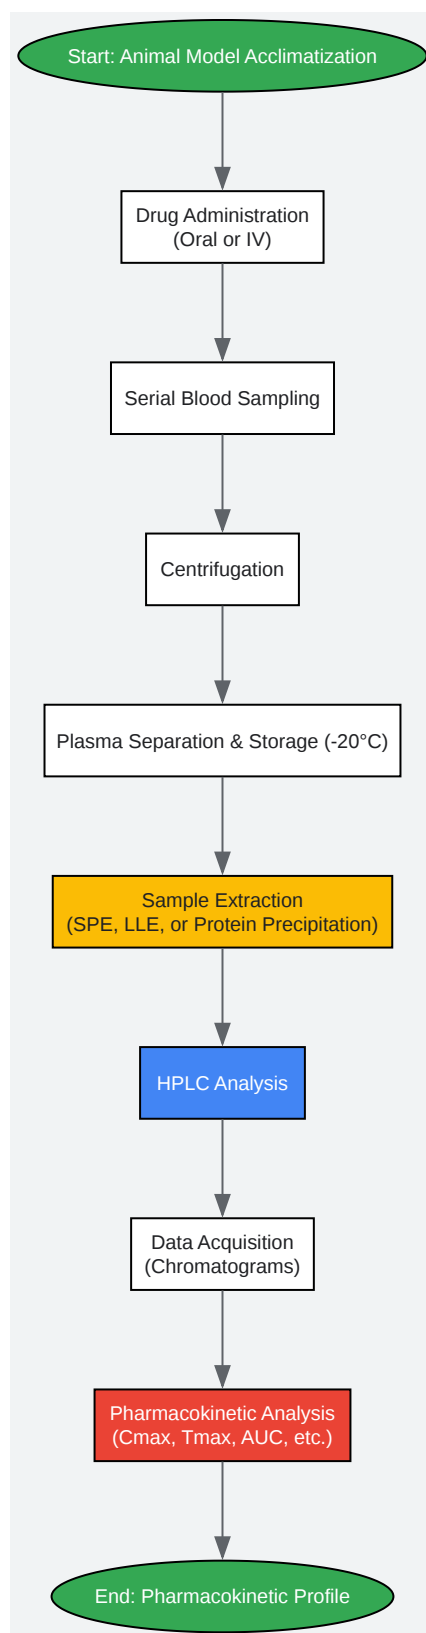 Start: Animal Model Acclimatization
Drug Administration
(Oral or IV)
Serial Blood Sampling
Centrifugation
Plasma Separation & Storage (-20°C)
Sample Extraction
(SPE, LLE, or Protein Precipitation)
HPLC Analysis
Data Acquisition
(Chromatograms)
Pharmacokinetic Analysis
(Cmax, Tmax, AUC, etc.)
End: Pharmacokinetic Profile